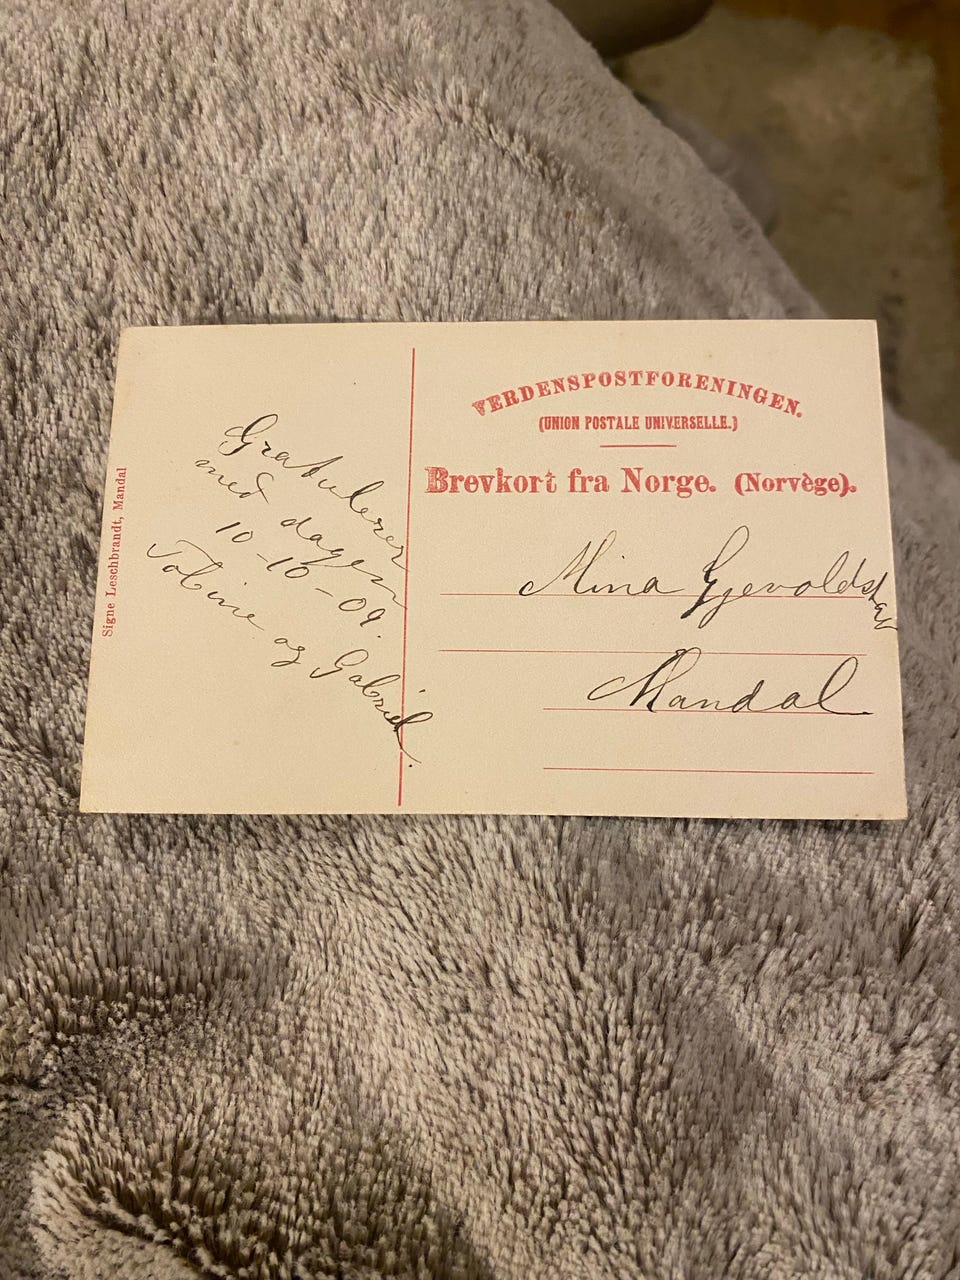 Signe Leschbrandt, Mandal
Gratulerer
med dagen
10-10-09.
Tobine og Gabriel.
VERDENSPOSTFORENINGEN.
(UNION POSTALE UNIVERSELLE.)
Brevkort fra Norge. (Norvège).
Mina Gjevoldstad
Mandal